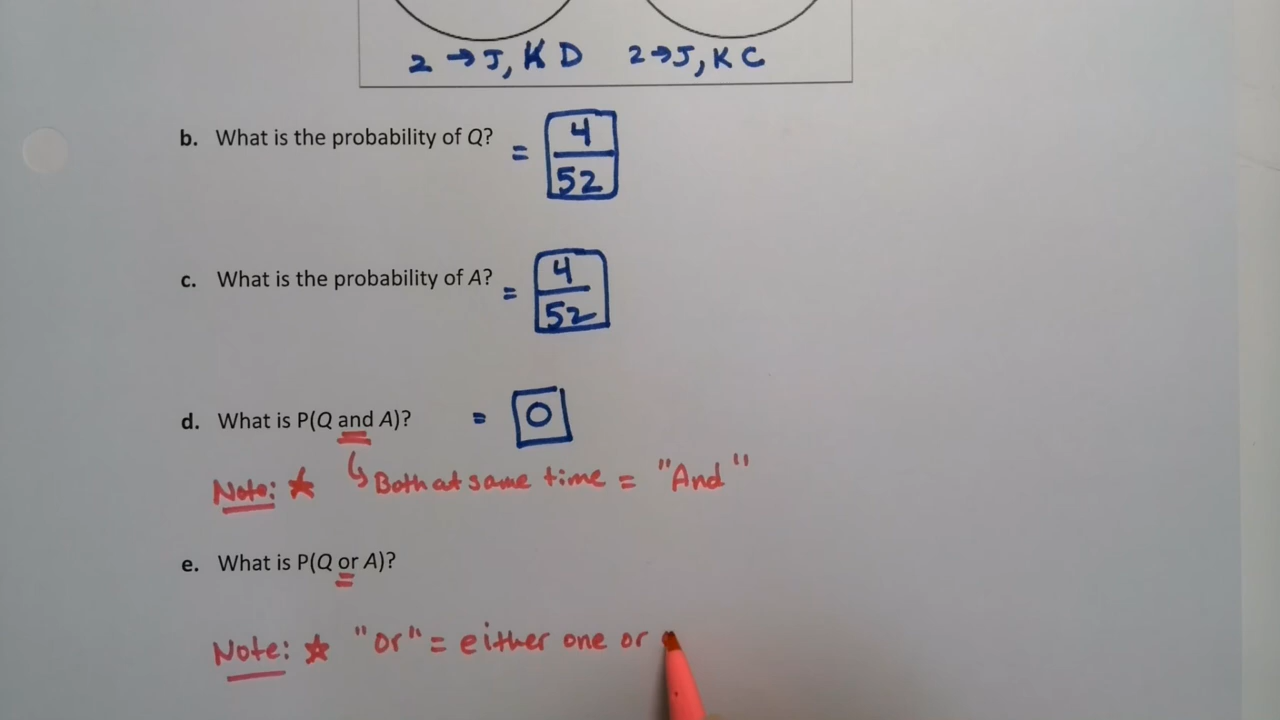 2 → J, K D 2 → J, K C
b. What is the probability of Q? = 4/52
c. What is the probability of A? = 4/52
d. What is P(Q and A)? = 0
Note: ★ ↳ Both at same time = "And"
e. What is P(Q or A)?
Note: ★ "or" = either one or